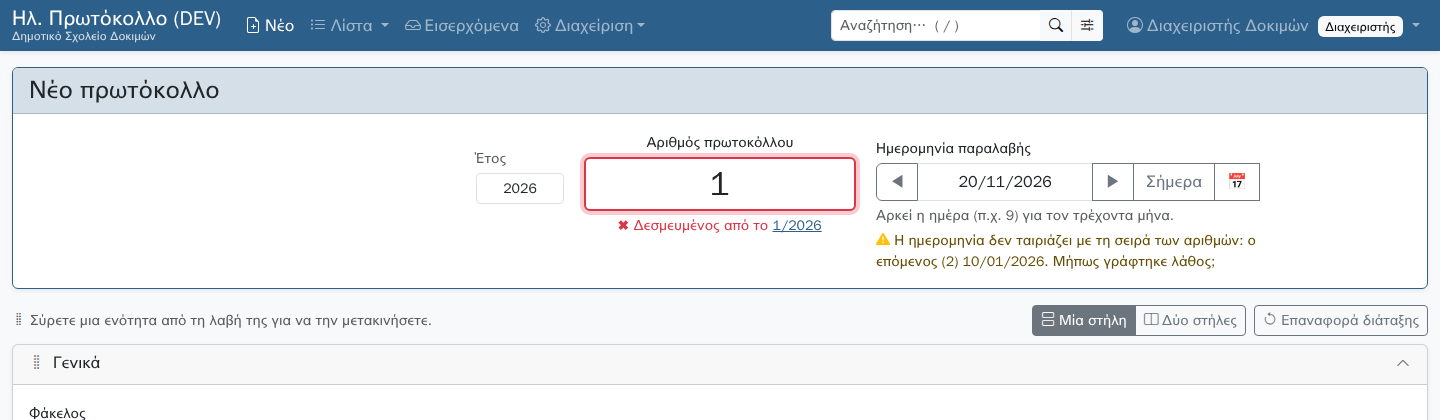 Ηλ. Πρωτόκολλο (DEV)
Δημοτικό Σχολείο Δοκιμών
Νέο
Λίστα
Εισερχόμενα
Διαχείριση
Αναζήτηση… ( / )
Διαχειριστής Δοκιμών
Διαχειριστής
Νέο πρωτόκολλο
Έτος
2026
Αριθμός πρωτοκόλλου
1
✖ Δεσμευμένος από το 1/2026
Ημερομηνία παραλαβής
◀ 20/11/2026 ▶ Σήμερα
Αρκεί η ημέρα (π.χ. 9) για τον τρέχοντα μήνα.
Η ημερομηνία δεν ταιριάζει με τη σειρά των αριθμών: ο
επόμενος (2) 10/01/2026. Μήπως γράφτηκε λάθος;
Σύρετε μια ενότητα από τη λαβή της για να την μετακινήσετε.
Μία στήλη
Δύο στήλες
Επαναφορά διάταξης
Γενικά
Φάκελος